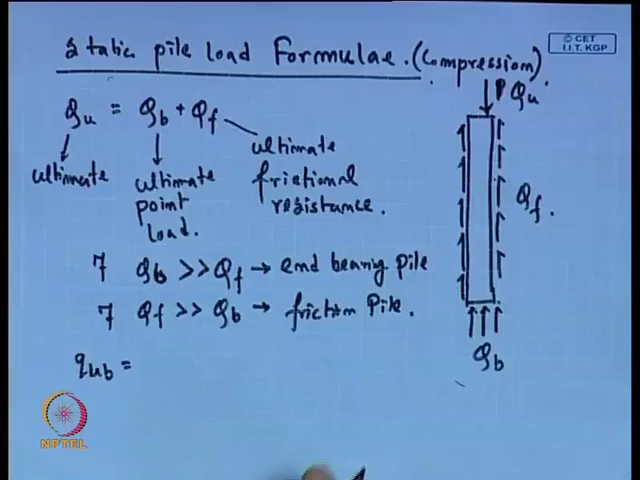 Static pile load Formulae. (Compression)
© CET
I.I.T. KGP
Qu = Qb + Qf
Qu
ultimate
ultimate point load.
ultimate frictional resistance.
Qf.
7 Qb >> Qf → end bearing pile
7 Qf >> Qb → friction Pile.
Qb
qub =
NPTEL